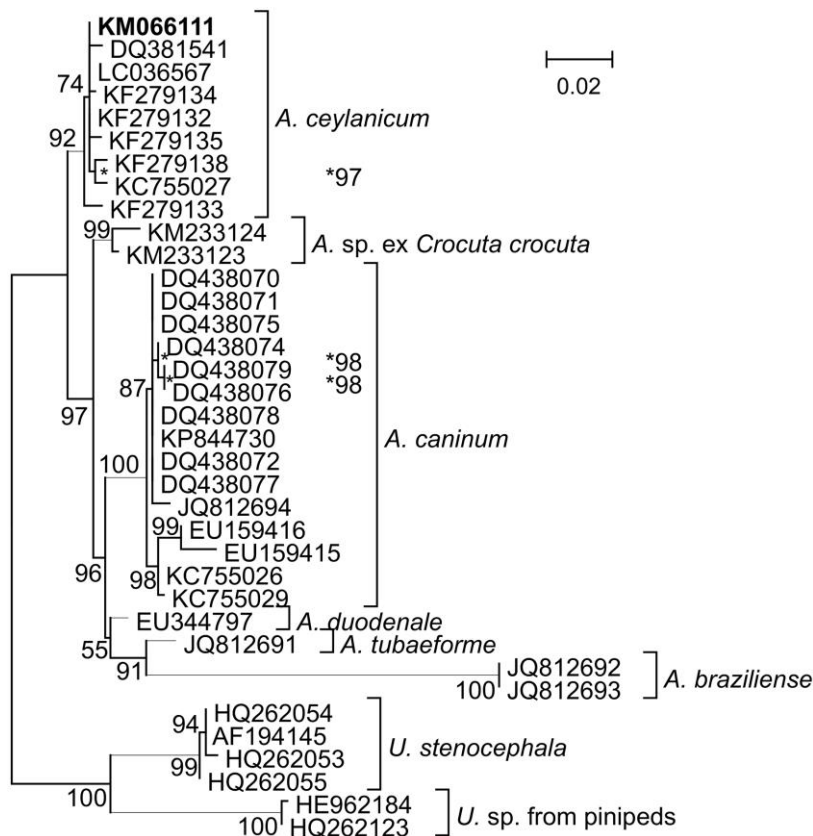 KM066111
DQ381541
0.02
LC036567
74
KF279134
KF279132
A. ceylanicum
92
KF279135
KF279138
*
*97
KC755027
KF279133
99
KM233124
A. sp. ex Crocuta crocuta
KM233123
DQ438070
DQ438071
DQ438075
DQ438074
*
*98
DQ438079
*
*98
87
DQ438076
97
DQ438078
KP844730
A. caninum
100
DQ438072
DQ438077
JQ812694
99
EU159416
EU159415
96
98
KC755026
KC755029
EU344797
A. duodenale
55
JQ812691
A. tubaeforme
91
JQ812692
100
JQ812693
A. braziliense
94
HQ262054
AF194145
U. stenocephala
HQ262053
99
HQ262055
100
HE962184
U. sp. from pinipeds
100
HQ262123